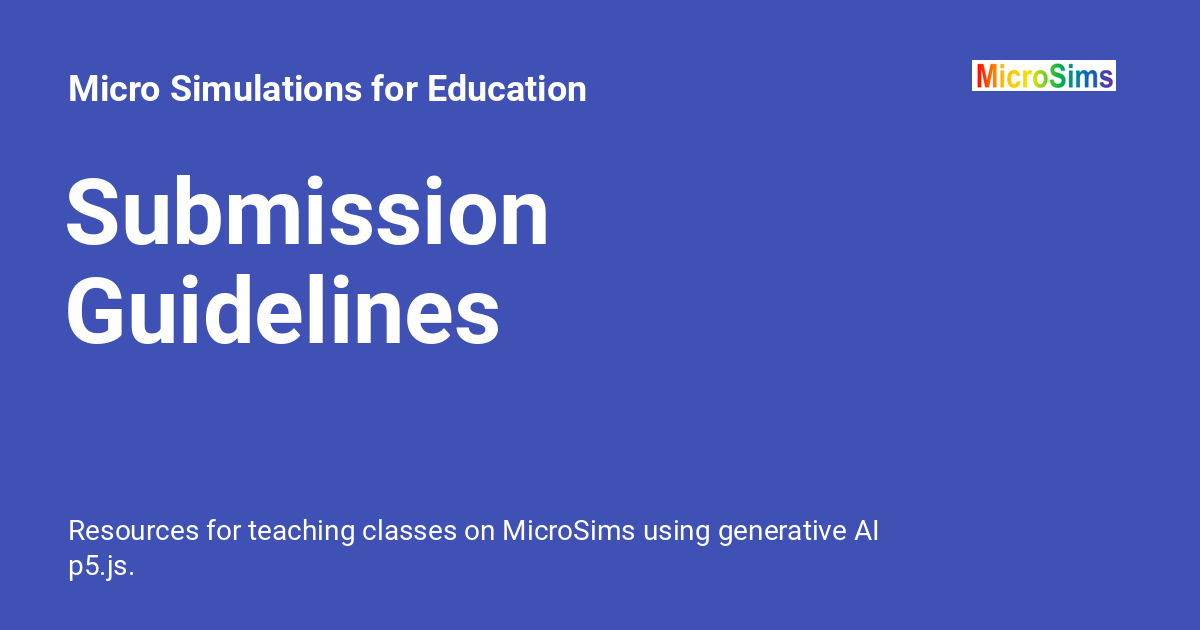 Micro Simulations for Education
MicroSims
Submission
Guidelines
Resources for teaching classes on MicroSims using generative AI
p5.js.